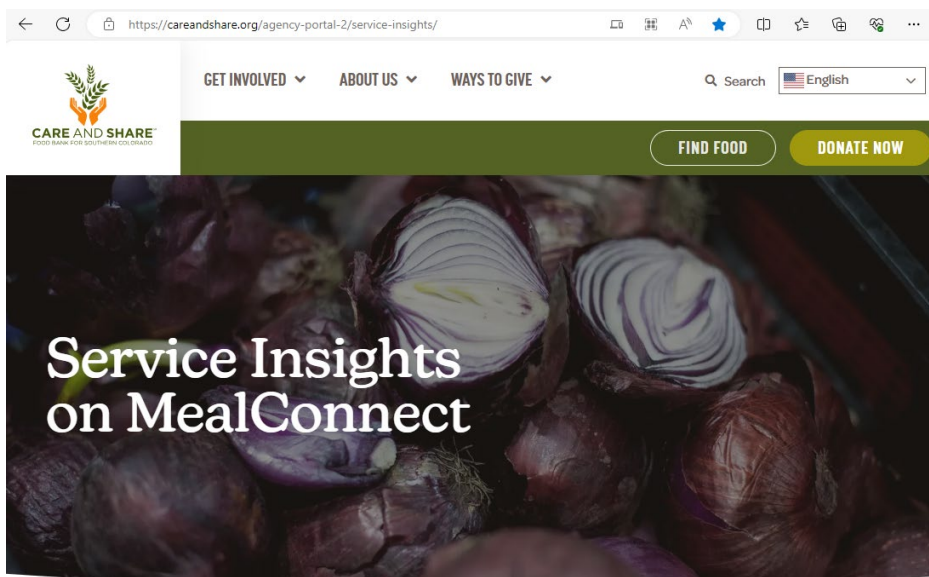 https://careandshare.org/agency-portal-2/service-insights/
GET INVOLVED
ABOUT US
WAYS TO GIVE
Search
English
CARE AND SHARE
FOOD BANK FOR SOUTHERN COLORADO
FIND FOOD
DONATE NOW
Service Insights
on MealConnect